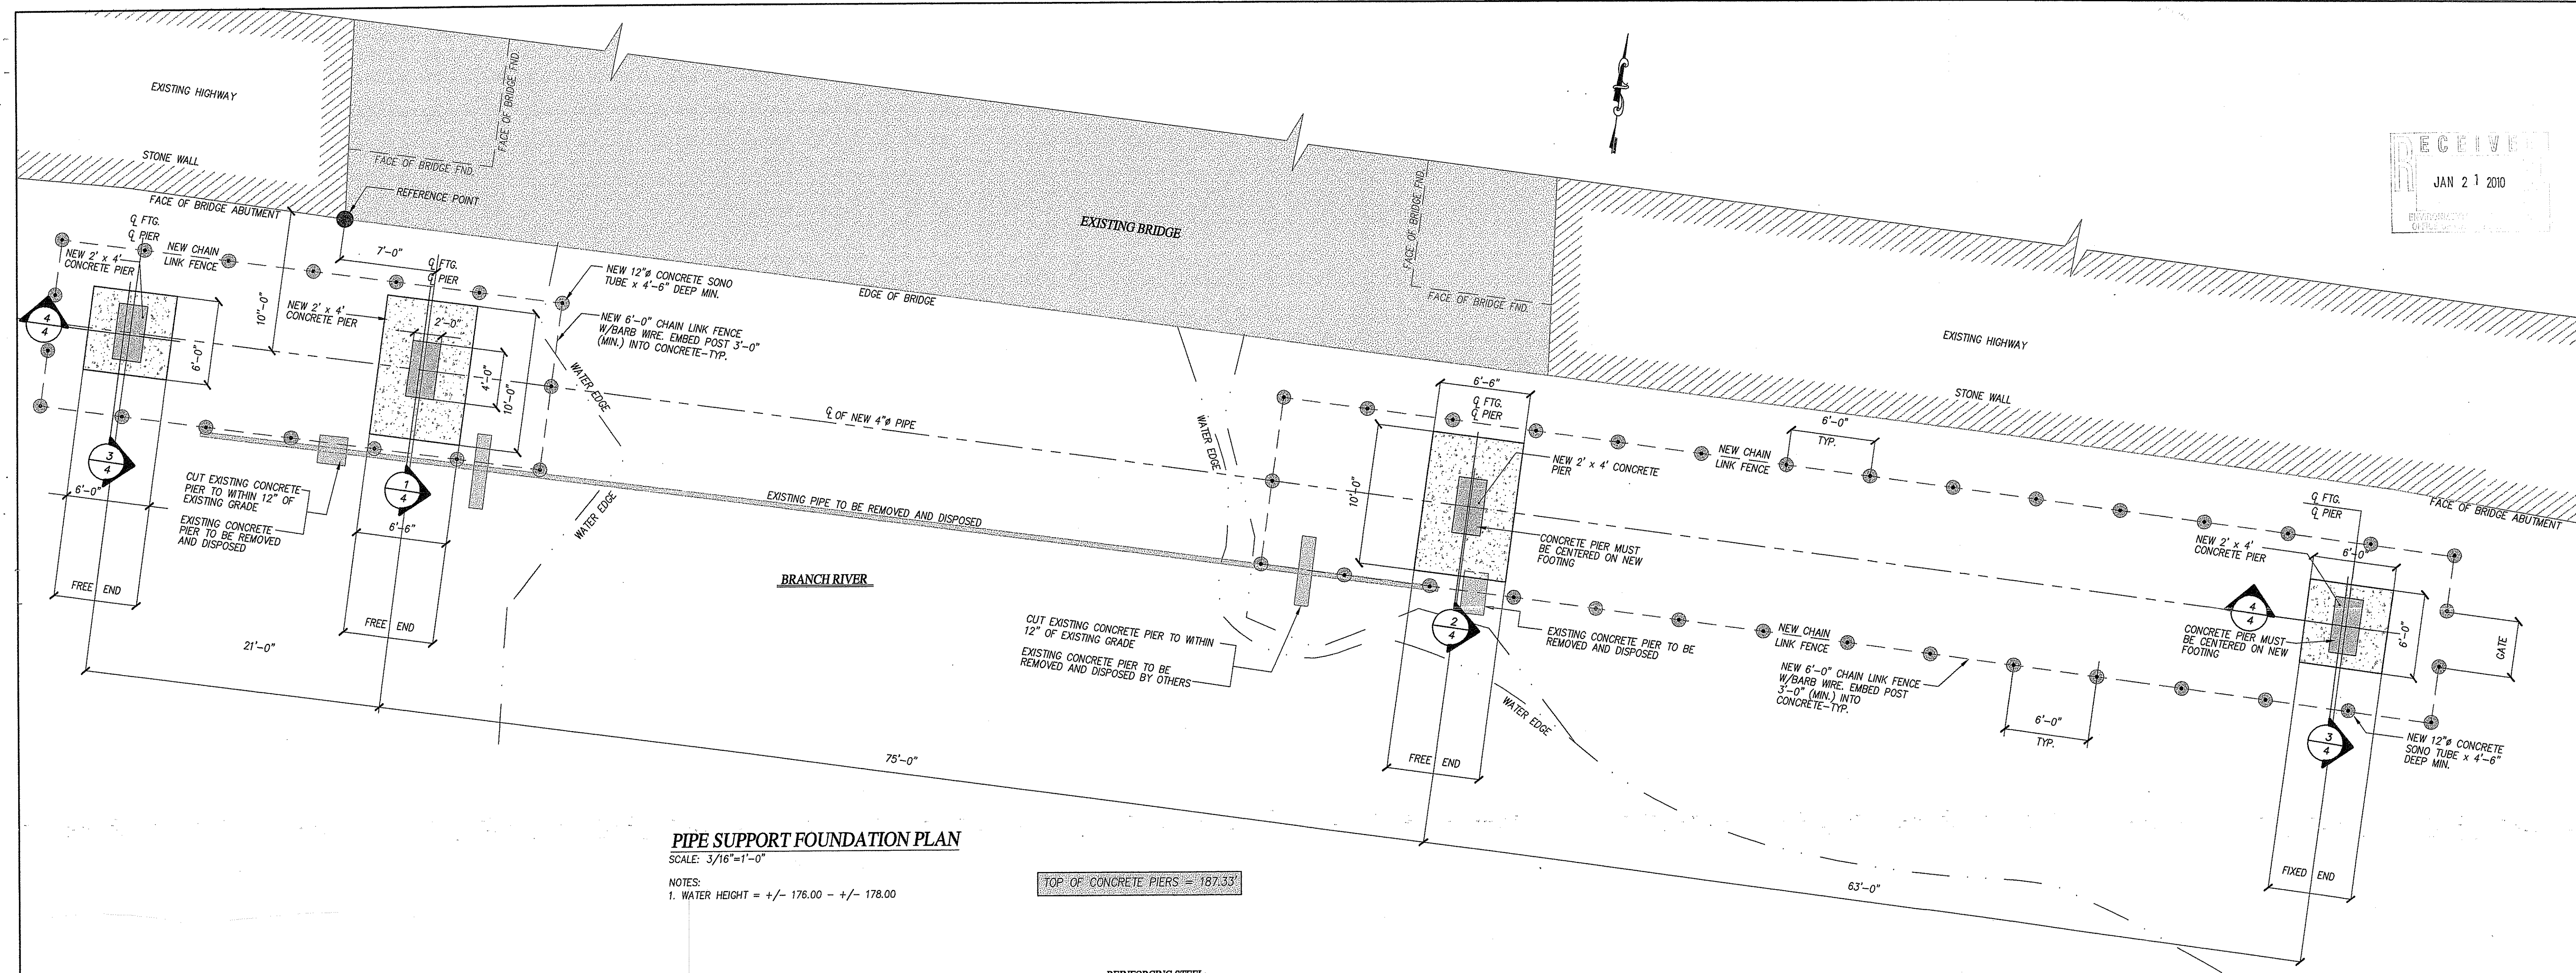 EXISTING HIGHWAY
STONE WALL
FACE OF BRIDGE FND.
FACE OF BRIDGE FND.
REFERENCE POINT
FACE OF BRIDGE ABUTMENT
EXISTING BRIDGE
FACE OF BRIDGE FND.
FACE OF BRIDGE FND.
JAN 21 2010
℄ FTG.
℄ PIER
NEW CHAIN
LINK FENCE
NEW 2' x 4'
CONCRETE PIER
7'-0"
10"-0"
℄ FTG.
℄ PIER
NEW 2' x 4'
CONCRETE PIER
2'-0"
4'-0"
10'-0"
6'-0"
4
4
NEW 12"ø CONCRETE SONO
TUBE x 4'-6" DEEP MIN.
NEW 6'-0" CHAIN LINK FENCE
W/BARB WIRE. EMBED POST 3'-0"
(MIN.) INTO CONCRETE-TYP.
EDGE OF BRIDGE
WATER EDGE
WATER EDGE
℄ OF NEW 4"ø PIPE
WATER EDGE
EXISTING HIGHWAY
STONE WALL
6'-6"
℄ FTG.
℄ PIER
10'-0"
NEW 2' x 4' CONCRETE
PIER
NEW CHAIN
LINK FENCE
6'-0"
TYP.
FACE OF BRIDGE ABUTMENT
3
4
6'-0"
CUT EXISTING CONCRETE
PIER TO WITHIN 12" OF
EXISTING GRADE
EXISTING CONCRETE
PIER TO BE REMOVED
AND DISPOSED
1
4
6'-6"
EXISTING PIPE TO BE REMOVED AND DISPOSED
BRANCH RIVER
CONCRETE PIER MUST
BE CENTERED ON NEW
FOOTING
℄ FTG.
℄ PIER
NEW 2' x 4'
CONCRETE PIER
6'-0"
4
4
CONCRETE PIER MUST
BE CENTERED ON NEW
FOOTING
6'-0"
GATE
FREE END
FREE END
CUT EXISTING CONCRETE PIER TO WITHIN
12" OF EXISTING GRADE
EXISTING CONCRETE PIER TO BE
REMOVED AND DISPOSED BY OTHERS
2
4
EXISTING CONCRETE PIER TO BE
REMOVED AND DISPOSED
NEW CHAIN
LINK FENCE
NEW 6'-0" CHAIN LINK FENCE
W/BARB WIRE. EMBED POST
3'-0" (MIN.) INTO
CONCRETE-TYP.
6'-0"
TYP.
WATER EDGE
3
4
NEW 12"ø CONCRETE
SONO TUBE x 4'-6"
DEEP MIN.
21'-0"
75'-0"
FREE END
63'-0"
FIXED END
PIPE SUPPORT FOUNDATION PLAN
SCALE: 3/16"=1'-0"
NOTES:
1. WATER HEIGHT = +/- 176.00 - +/- 178.00
TOP OF CONCRETE PIERS = 187.33'
REINFORCING STEEL